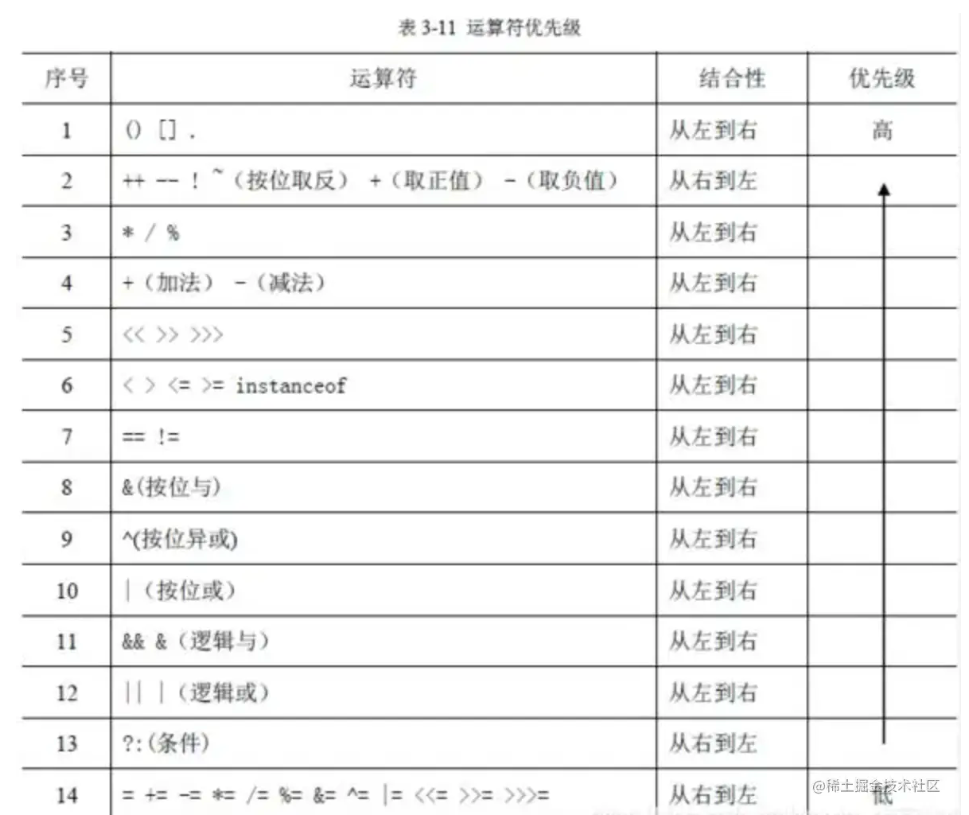 表 3-11 运算符优先级
序号 运算符 结合性 优先级
1 () [] . 从左到右 高
2 ++ -- ! ~（按位取反） +（取正值） -（取负值） 从右到左
3 * / % 从左到右
4 +（加法） -（减法） 从左到右
5 << >> >>> 从左到右
6 < > <= >= instanceof 从左到右
7 == != 从左到右
8 &(按位与) 从左到右
9 ^(按位异或) 从左到右
10 |（按位或） 从左到右
11 && &（逻辑与） 从左到右
12 || |（逻辑或） 从左到右
13 ?:(条件) 从右到左
14 = += -= *= /= %= &= ^= |= <<= >>= >>>= 从右到左 低
@稀土掘金技术社区